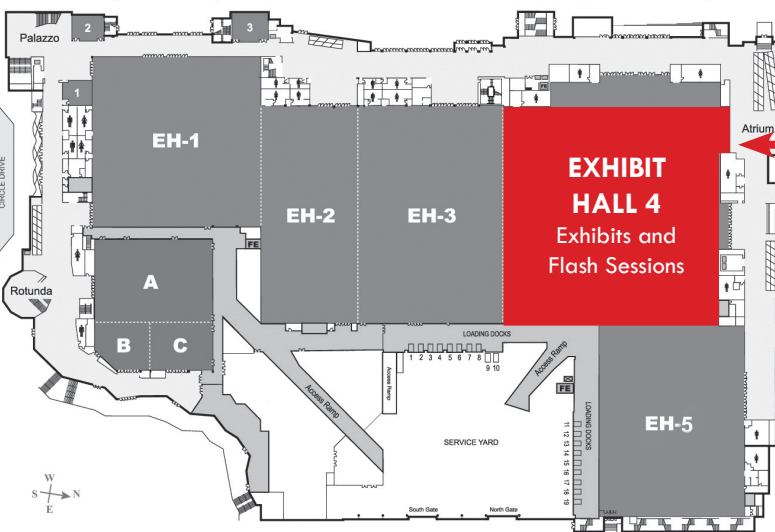 Palazzo
2
3
1
FE
Atrium
EH-1
EH-2
EH-3
EXHIBIT
HALL 4
Exhibits and
Flash Sessions
CIRCLE DRIVE
FE
Rotunda
A
B
C
LOADING DOCKS
1 2 3 4 5 6 7 8
9 10
Access Ramp
Access Ramp
Access Ramp
FE
LOADING DOCKS
11
12
13
14
15
16
17
18
19
EH-5
SERVICE YARD
W
S N
E
South Gate
North Gate